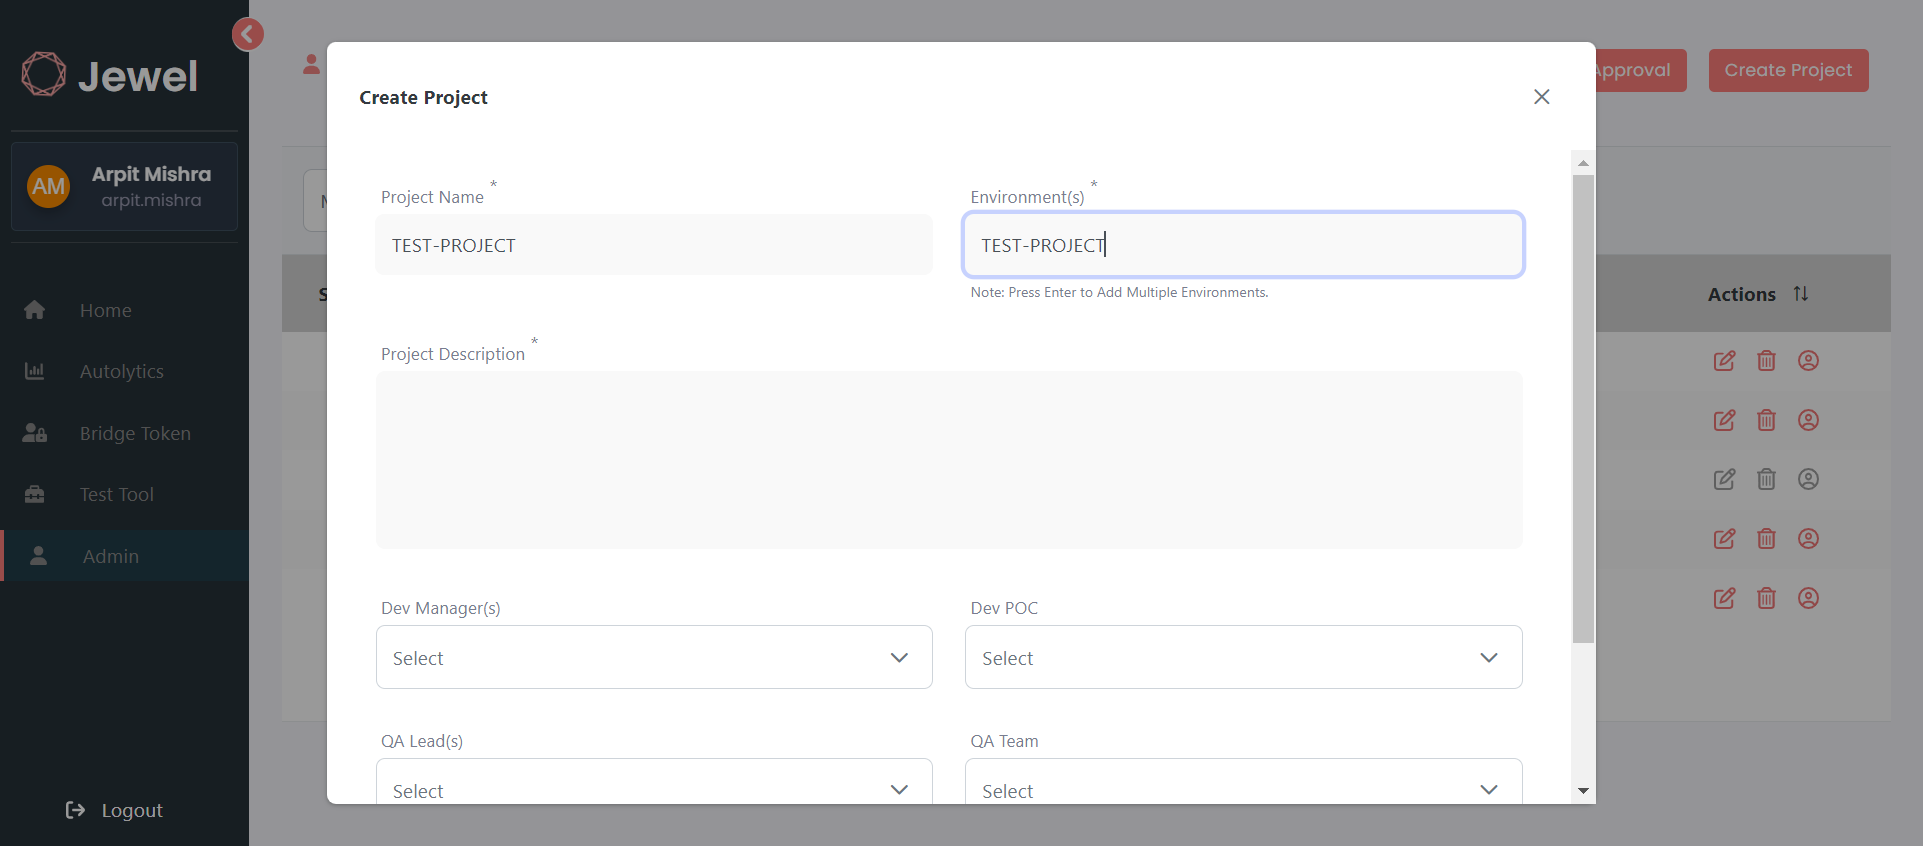 Jewel
AM
Arpit Mishra
arpit.mishra
Home
Autolytics
Bridge Token
Test Tool
Admin
Logout
Approval
Create Project
Actions
Create Project
Project Name *
TEST-PROJECT
Environment(s) *
TEST-PROJECT
Note: Press Enter to Add Multiple Environments.
Project Description *
Dev Manager(s)
Select
Dev POC
Select
QA Lead(s)
Select
QA Team
Select